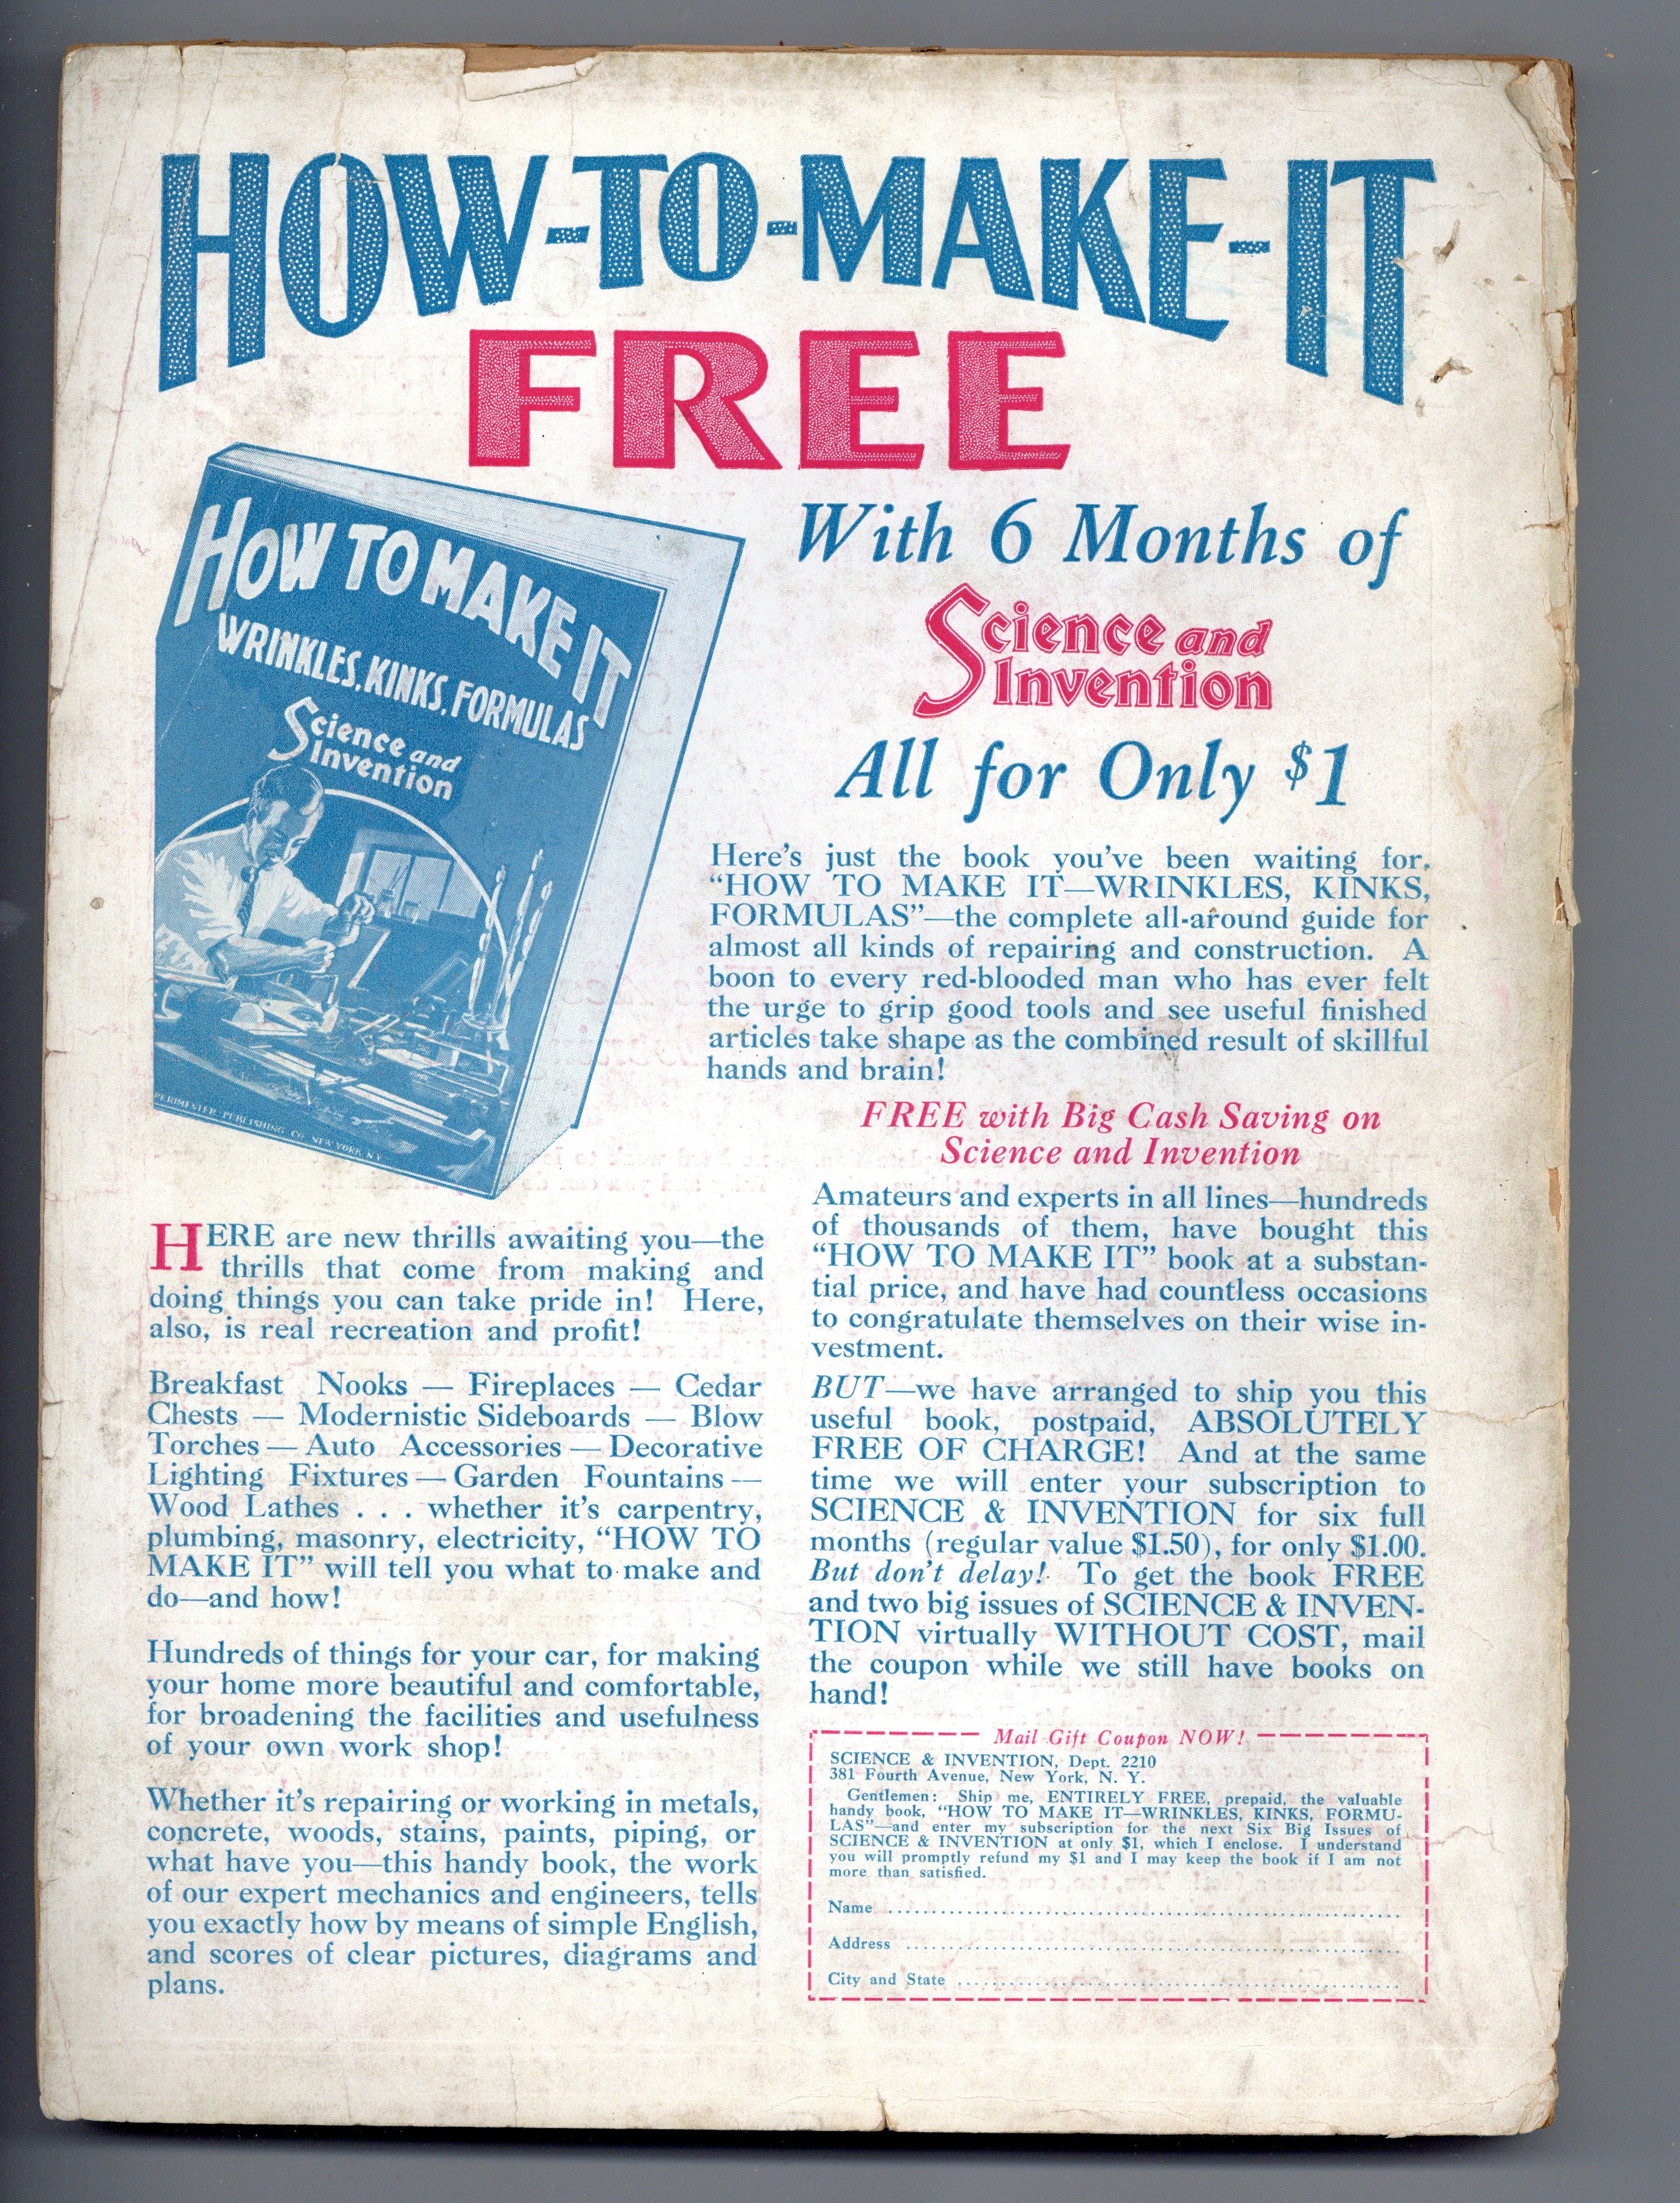 HOW-TO-MAKE-IT
FREE
HOW TO MAKE IT
WRINKLES, KINKS, FORMULAS
Science and
Invention
PERIMENTER PUBLISHING CO NEW YORK N.Y.
With 6 Months of
Science and
Invention
All for Only $1
Here's just the book you've been waiting for.
“HOW TO MAKE IT—WRINKLES, KINKS,
FORMULAS”—the complete all-around guide for
almost all kinds of repairing and construction. A
boon to every red-blooded man who has ever felt
the urge to grip good tools and see useful finished
articles take shape as the combined result of skillful
hands and brain!
FREE with Big Cash Saving on
Science and Invention
HERE are new thrills awaiting you—the
thrills that come from making and
doing things you can take pride in! Here,
also, is real recreation and profit!
Breakfast Nooks — Fireplaces — Cedar
Chests — Modernistic Sideboards — Blow
Torches — Auto Accessories — Decorative
Lighting Fixtures — Garden Fountains —
Wood Lathes . . . whether it's carpentry,
plumbing, masonry, electricity, “HOW TO
MAKE IT” will tell you what to make and
do—and how!
Hundreds of things for your car, for making
your home more beautiful and comfortable,
for broadening the facilities and usefulness
of your own work shop!
Whether it's repairing or working in metals,
concrete, woods, stains, paints, piping, or
what have you—this handy book, the work
of our expert mechanics and engineers, tells
you exactly how by means of simple English,
and scores of clear pictures, diagrams and
plans.
Amateurs and experts in all lines—hundreds
of thousands of them, have bought this
“HOW TO MAKE IT” book at a substan-
tial price, and have had countless occasions
to congratulate themselves on their wise in-
vestment.
BUT—we have arranged to ship you this
useful book, postpaid, ABSOLUTELY
FREE OF CHARGE! And at the same
time we will enter your subscription to
SCIENCE & INVENTION for six full
months (regular value $1.50), for only $1.00.
But don't delay! To get the book FREE
and two big issues of SCIENCE & INVEN-
TION virtually WITHOUT COST, mail
the coupon while we still have books on
hand!
Mail Gift Coupon NOW!
SCIENCE & INVENTION, Dept. 2210
381 Fourth Avenue, New York, N. Y.
Gentlemen: Ship me, ENTIRELY FREE, prepaid, the valuable
handy book, “HOW TO MAKE IT—WRINKLES, KINKS, FORMU-
LAS”—and enter my subscription for the next Six Big Issues of
SCIENCE & INVENTION at only $1, which I enclose. I understand
you will promptly refund my $1 and I may keep the book if I am not
more than satisfied.
Name
Address
City and State